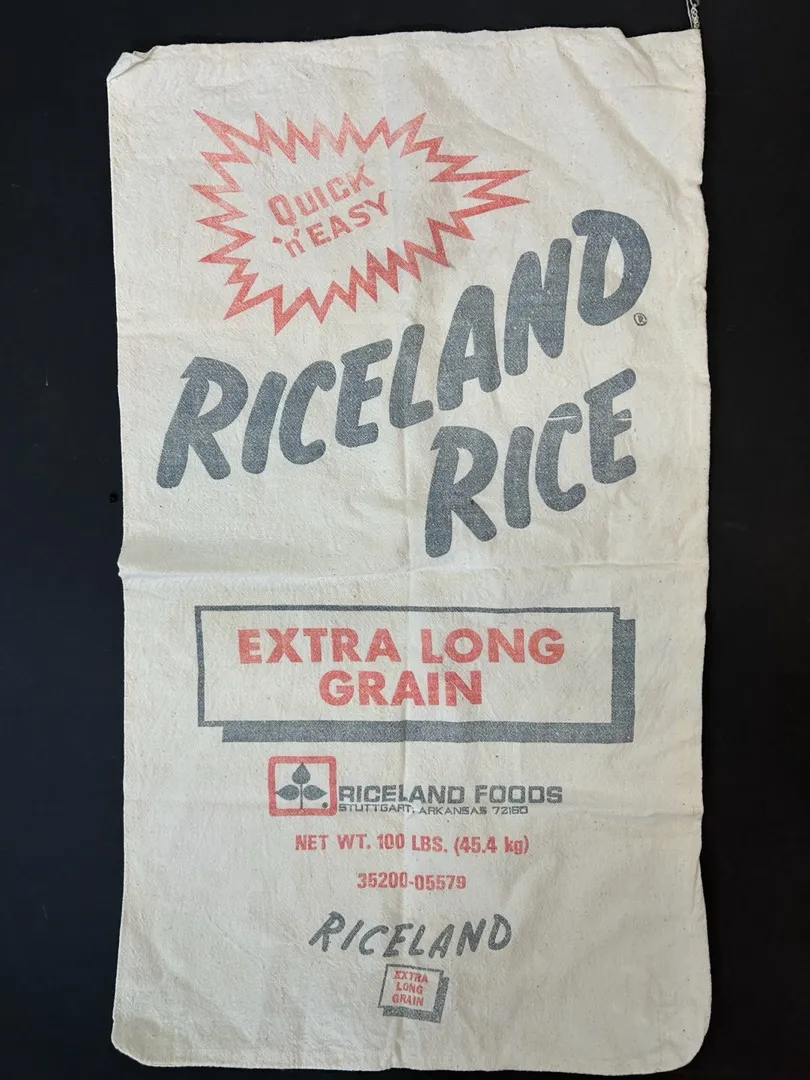 QUICK
'n' EASY
RICELAND
®
RICE
EXTRA LONG
GRAIN
RICELAND FOODS
STUTTGART, ARKANSAS 72160
NET WT. 100 LBS. (45.4 kg)
35200-05579
RICELAND
EXTRA
LONG
GRAIN